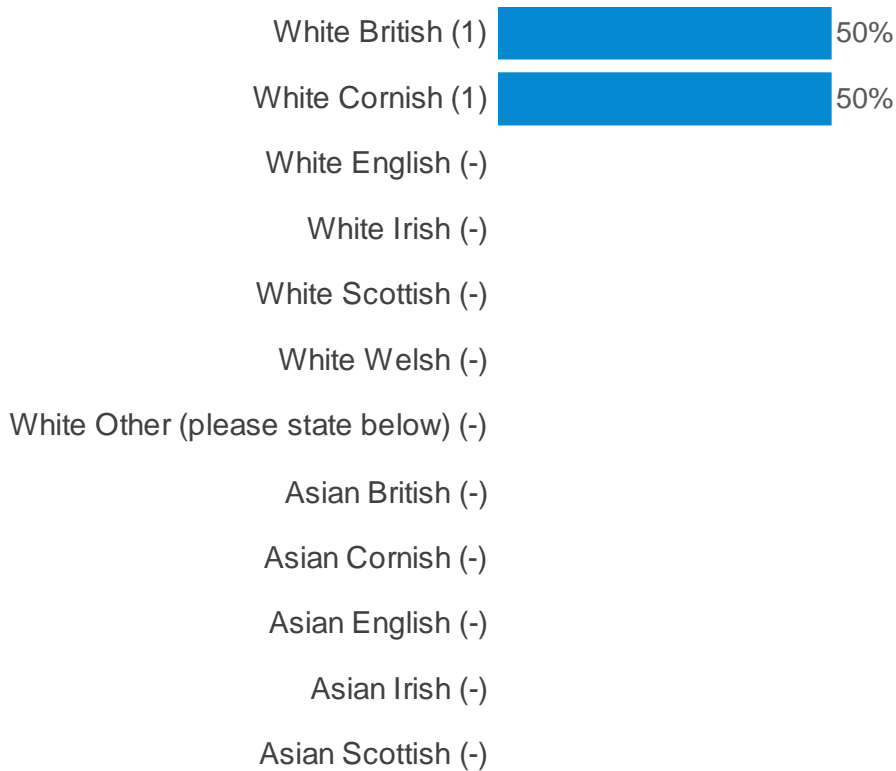 White British (1) 50%
White Cornish (1) 50%
White English (-)
White Irish (-)
White Scottish (-)
White Welsh (-)
White Other (please state below) (-)
Asian British (-)
Asian Cornish (-)
Asian English (-)
Asian Irish (-)
Asian Scottish (-)